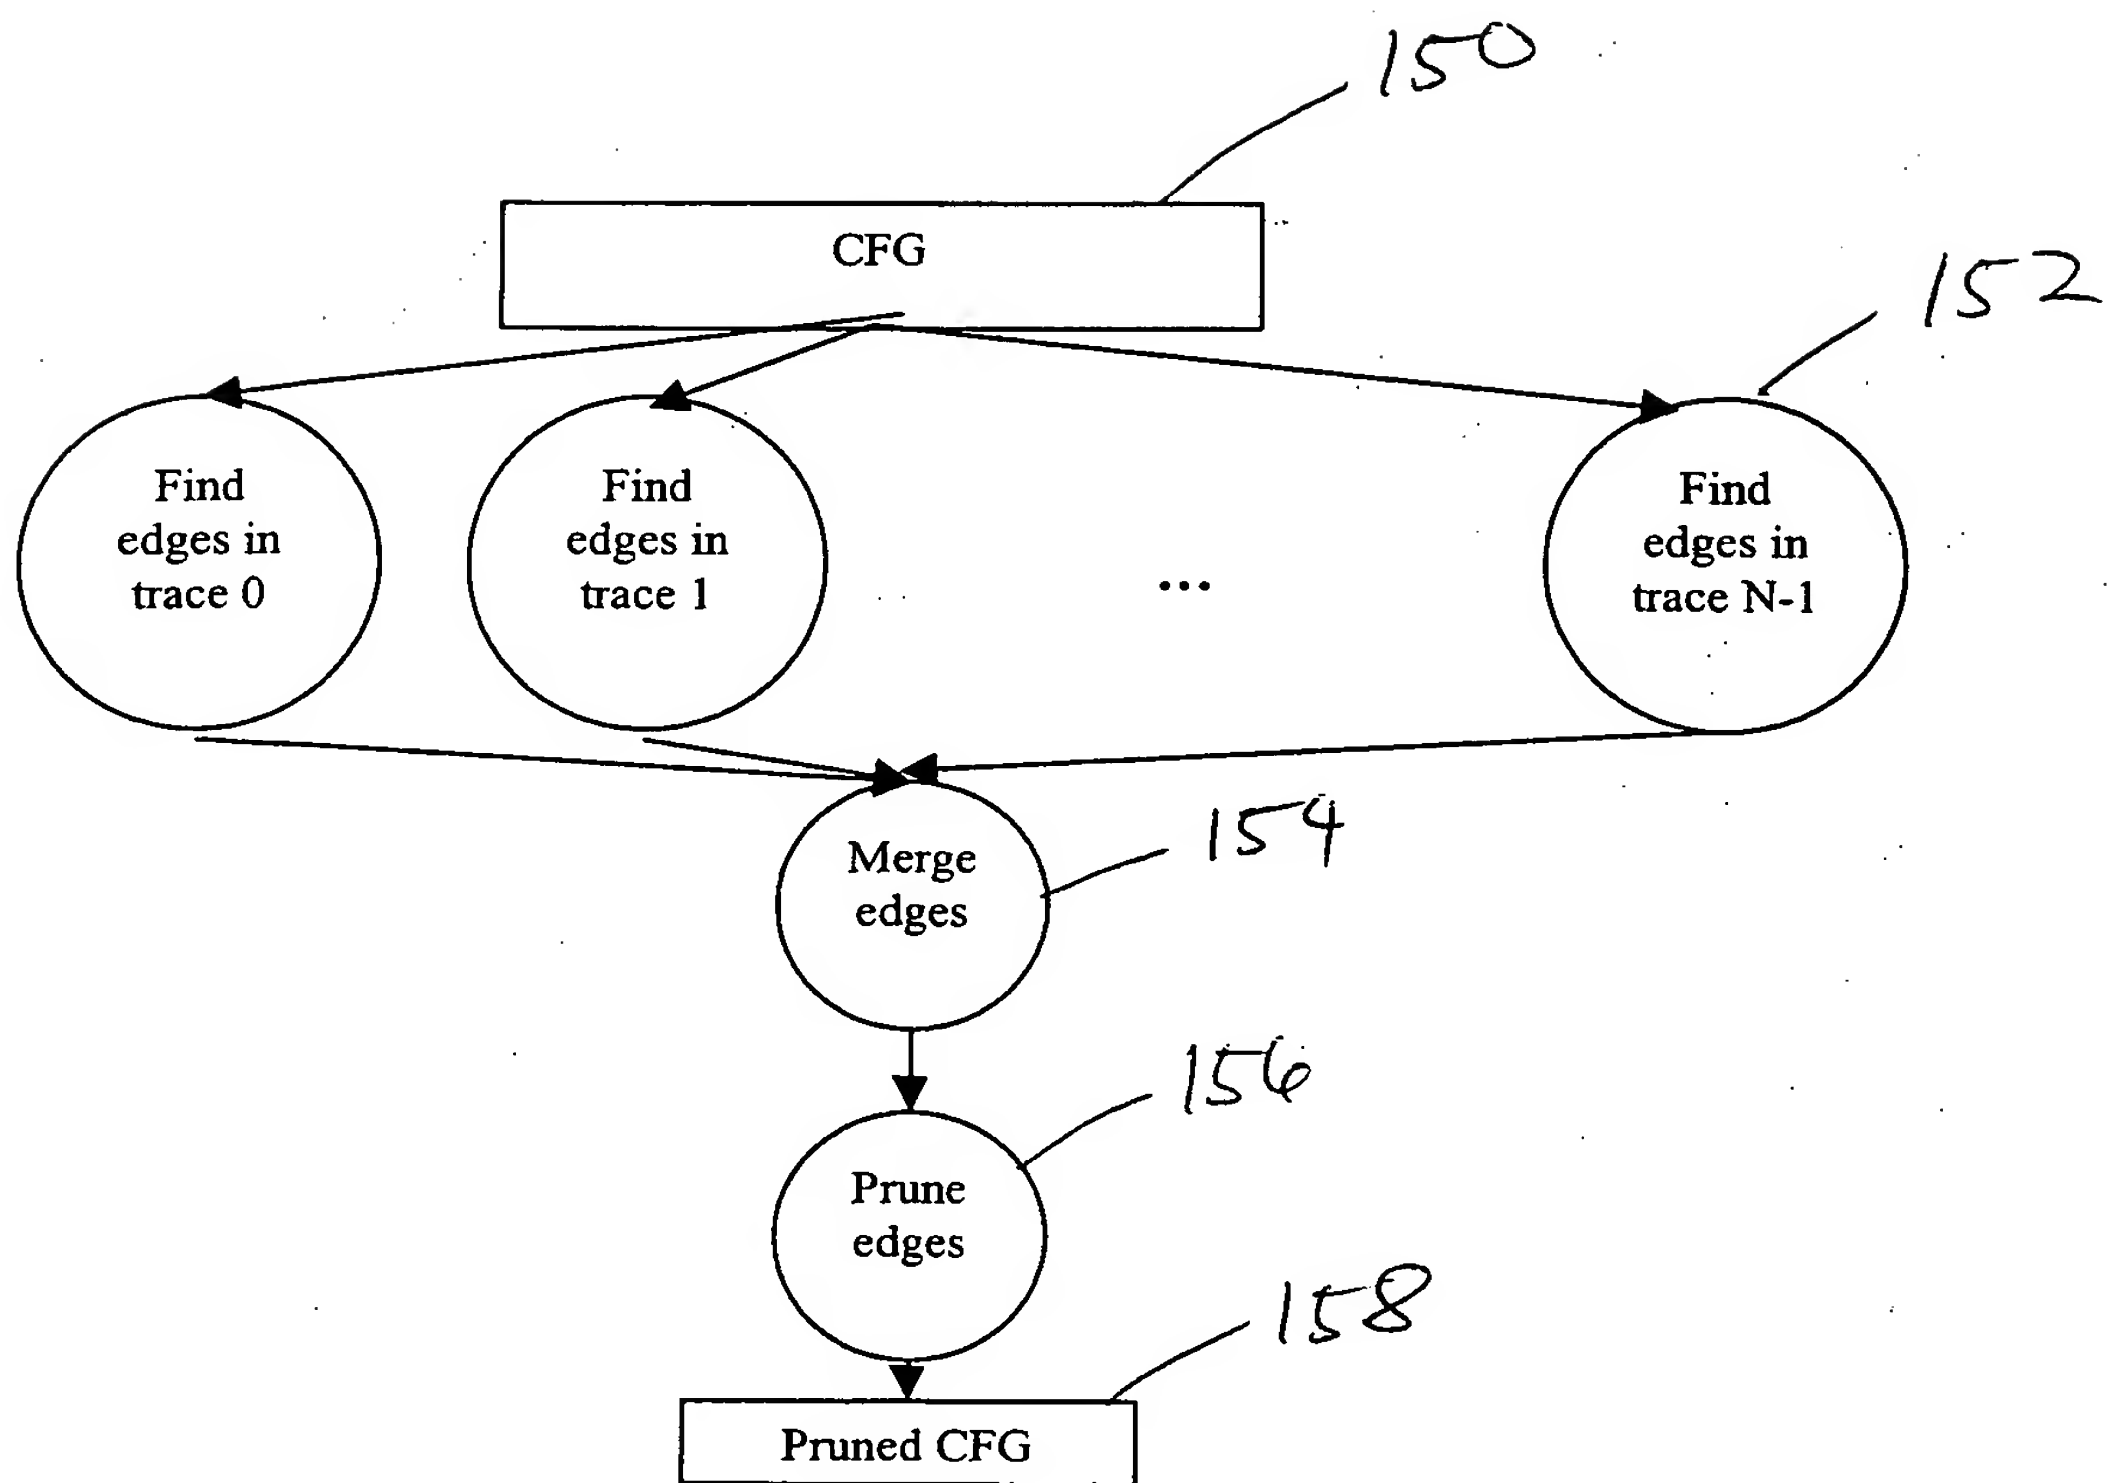 150
CFG
152
Find
edges in
trace 0
Find
edges in
trace 1
...
Find
edges in
trace N-1
154
Merge
edges
156
Prune
edges
158
Pruned CFG